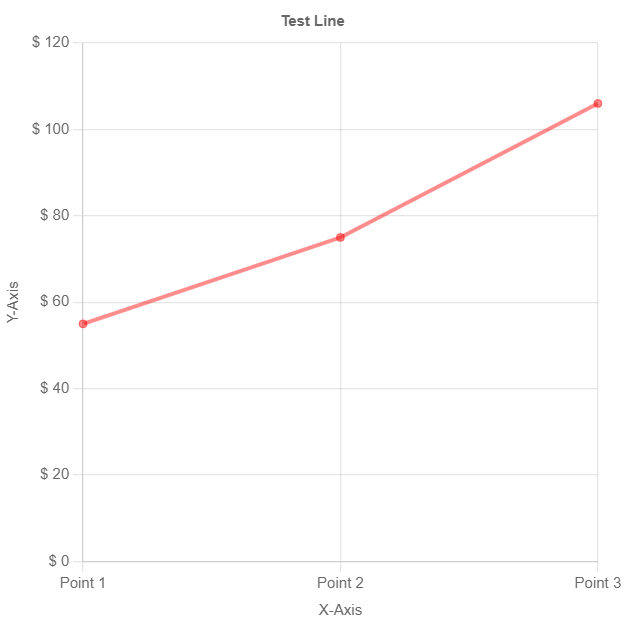 Test Line
$ 120
$ 100
$ 80
$ 60
$ 40
$ 20
$ 0
Y-Axis
Point 1 Point 2 Point 3
X-Axis